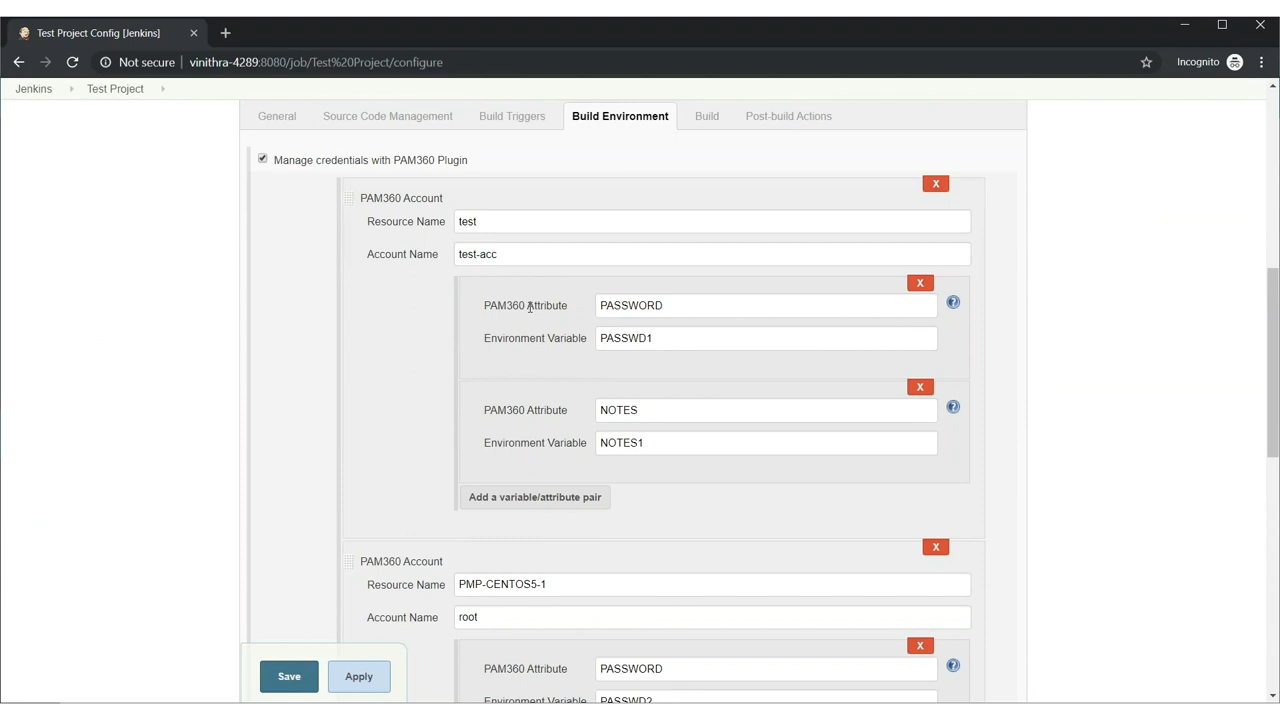 Test Project Config [Jenkins]
Not secure | vinithra-4289:8080/job/Test%20Project/configure
Incognito
Jenkins
Test Project
General
Source Code Management
Build Triggers
Build Environment
Build
Post-build Actions
Manage credentials with PAM360 Plugin
X
PAM360 Account
Resource Name test
Account Name test-acc
X
PAM360 Attribute PASSWORD
Environment Variable PASSWD1
X
PAM360 Attribute NOTES
Environment Variable NOTES1
Add a variable/attribute pair
X
PAM360 Account
Resource Name PMP-CENTOS5-1
Account Name root
X
PAM360 Attribute PASSWORD
Environment Variable PASSWD2
Save
Apply